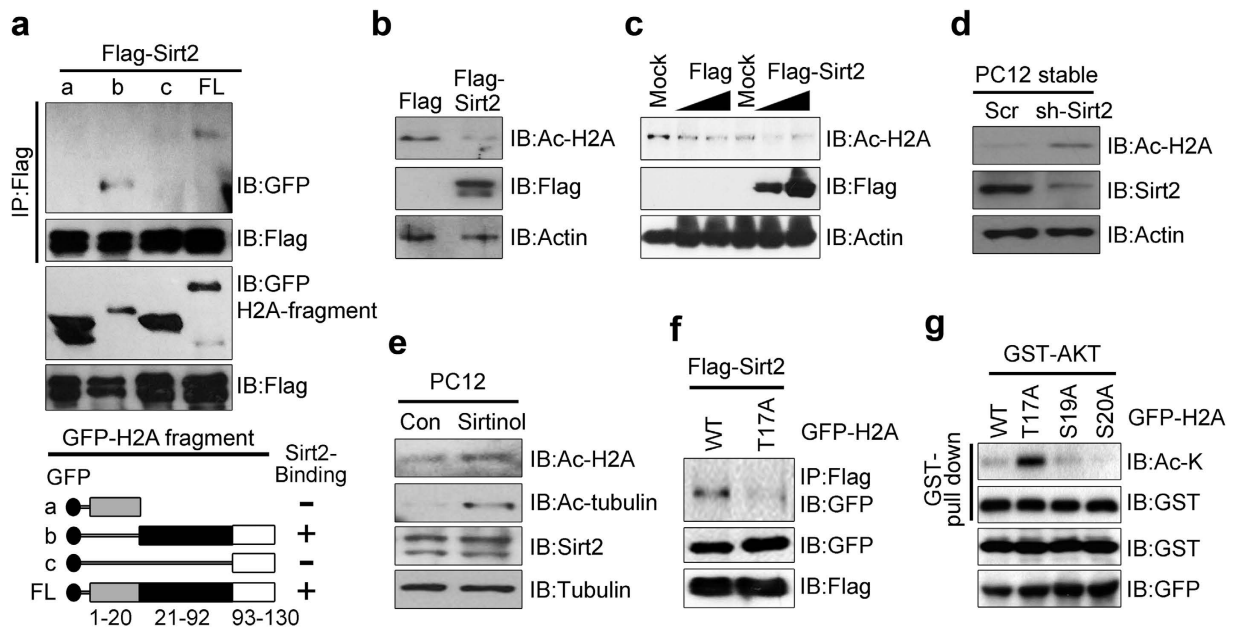 a
Flag-Sirt2
a b c FL
IP:Flag
IB:GFP
IB:Flag
IB:GFP
H2A-fragment
IB:Flag
GFP-H2A fragment
Sirt2-
Binding
GFP
a −
b +
c −
FL +
1-20 21-92 93-130
b
Flag Flag-
Sirt2
IB:Ac-H2A
IB:Flag
IB:Actin
c
Mock Flag Mock Flag-Sirt2
IB:Ac-H2A
IB:Flag
IB:Actin
d
PC12 stable
Scr sh-Sirt2
IB:Ac-H2A
IB:Sirt2
IB:Actin
e
PC12
Con Sirtinol
IB:Ac-H2A
IB:Ac-tubulin
IB:Sirt2
IB:Tubulin
f
Flag-Sirt2
WT T17A GFP-H2A
IP:Flag
IB:GFP
IB:GFP
IB:Flag
g
GST-AKT
WT T17A S19A S20A GFP-H2A
GST-
pull down
IB:Ac-K
IB:GST
IB:GST
IB:GFP